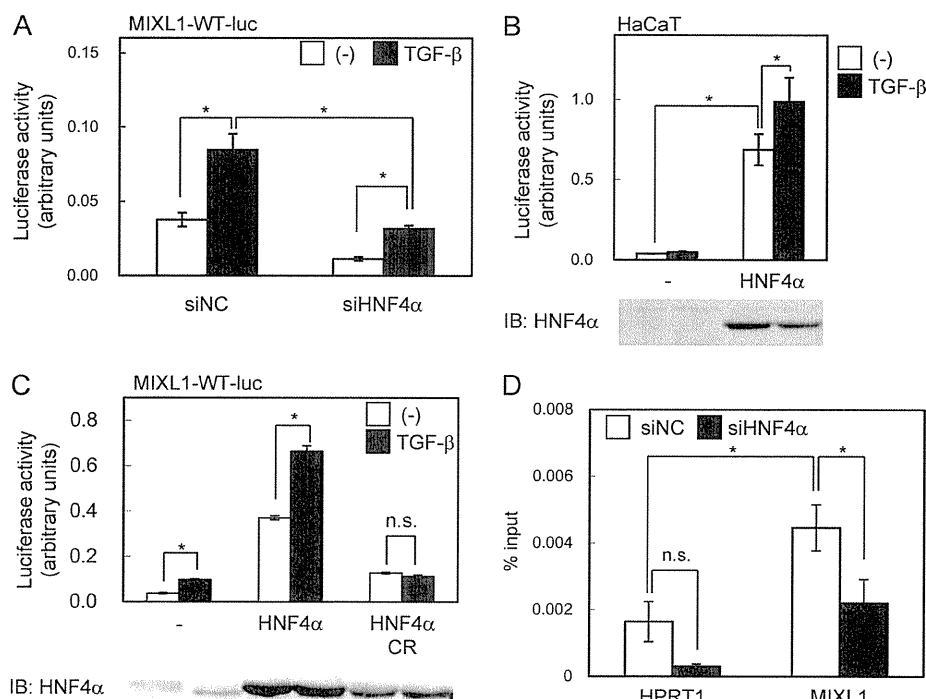 A
MIXL1-WT-luc
(-) TGF-β
Luciferase activity
(arbitrary units)
0.15
0.10
0.05
0.00
*
*
*
siNC siHNF4α
B
HaCaT
(-)
TGF-β
Luciferase activity
(arbitrary units)
1.0
0.5
0.0
*
*
- HNF4α
IB: HNF4α
C
MIXL1-WT-luc
(-)
TGF-β
Luciferase activity
(arbitrary units)
0.8
0.6
0.4
0.2
0.0
*
*
n.s.
- HNF4α HNF4α
CR
IB: HNF4α
D
siNC siHNF4α
% input
0.008
0.006
0.004
0.002
0
n.s.
*
*
HPRT1 MIXL1